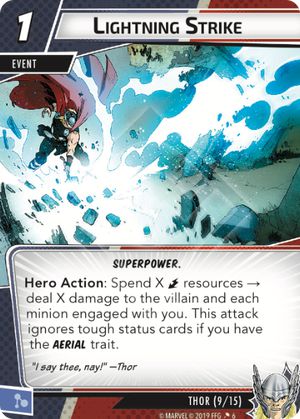 1
LIGHTNING STRIKE
EVENT
SUPERPOWER.
Hero Action: Spend X resources →
deal X damage to the villain and each
minion engaged with you. This attack
ignores tough status cards if you have
the AERIAL trait.
"I say thee, nay!" —Thor
THOR (9/15)
© MARVEL © 2019 FFG 6